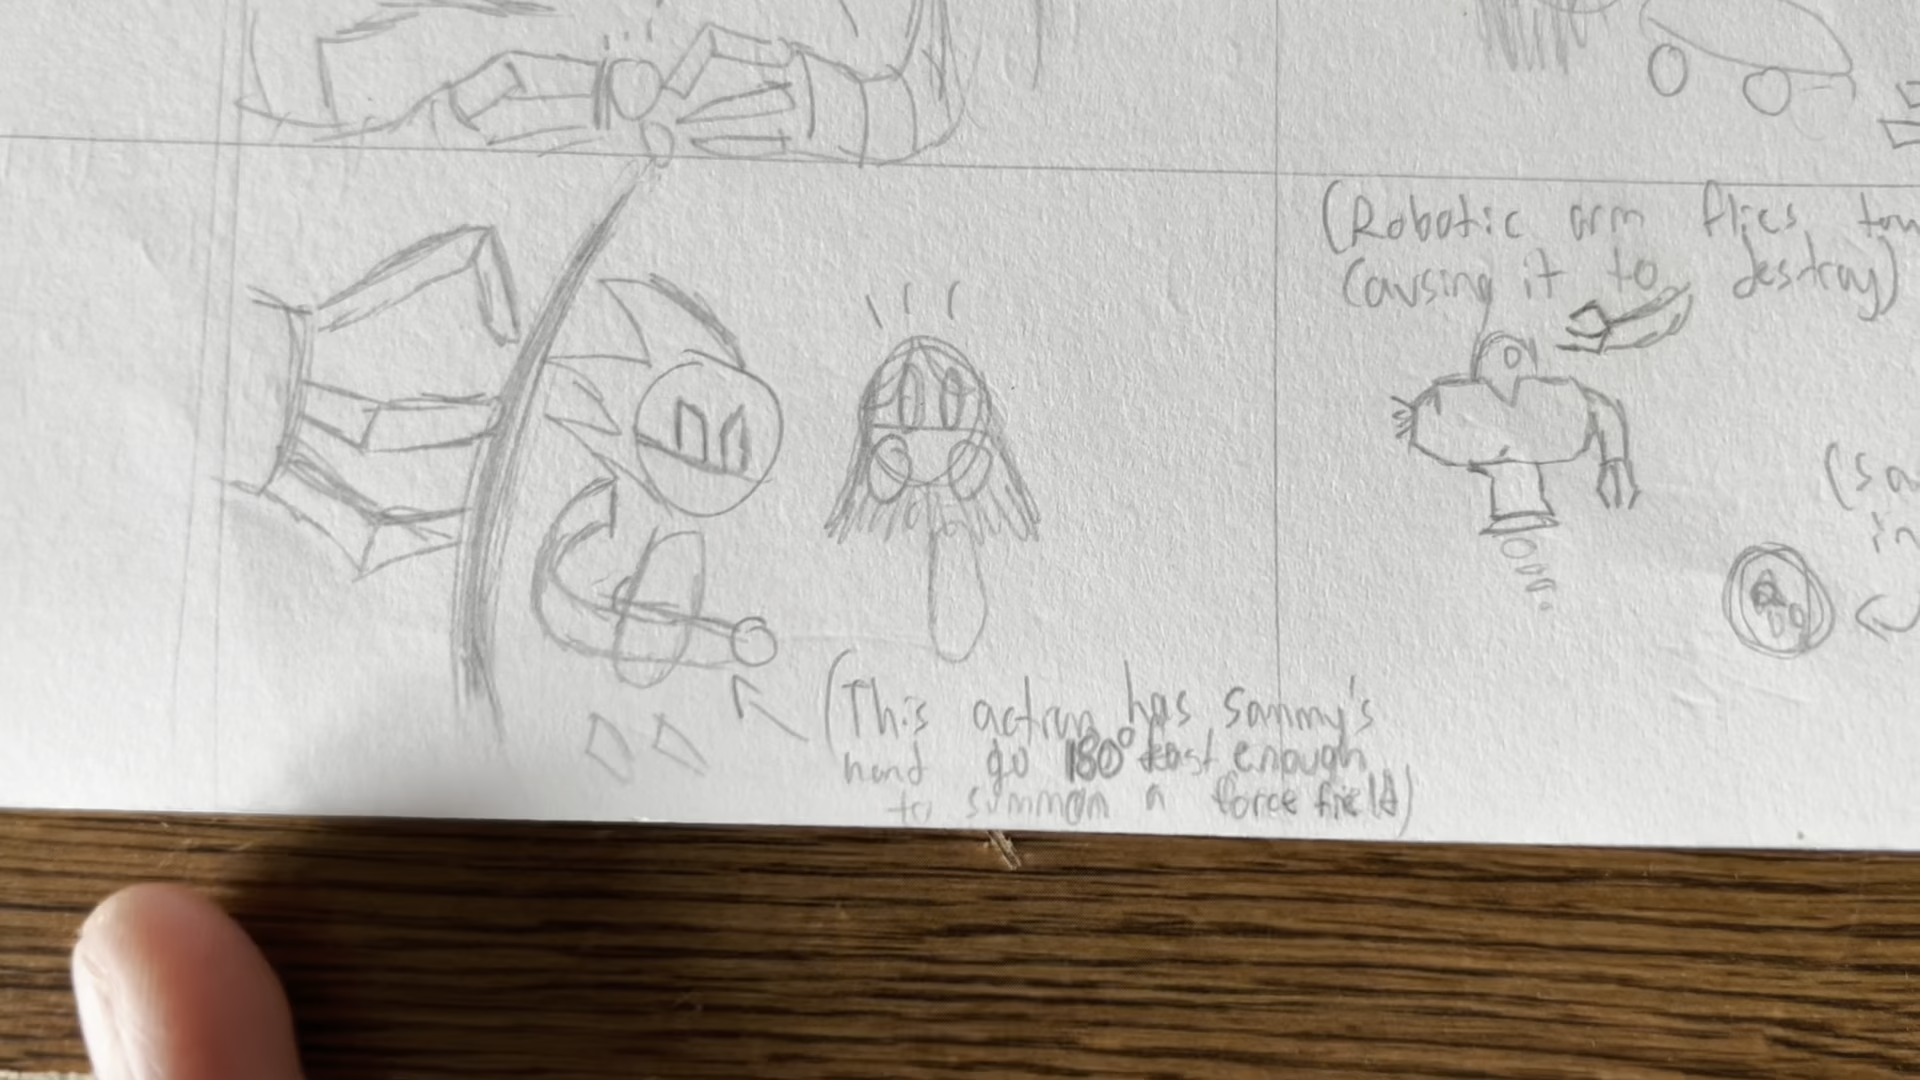 (Robotic arm flies
causing it to destroy)
(This action has Sammy's
hand go 180° fast enough
to summon a force field)